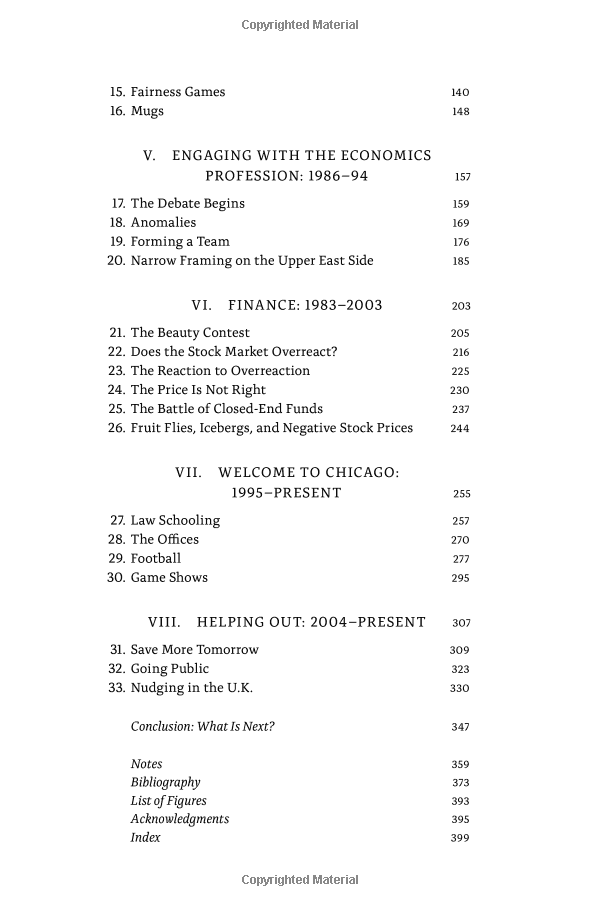 Copyrighted Material
15. Fairness Games 140
16. Mugs 148
V. ENGAGING WITH THE ECONOMICS
PROFESSION: 1986–94 157
17. The Debate Begins 159
18. Anomalies 169
19. Forming a Team 176
20. Narrow Framing on the Upper East Side 185
VI. FINANCE: 1983–2003 203
21. The Beauty Contest 205
22. Does the Stock Market Overreact? 216
23. The Reaction to Overreaction 225
24. The Price Is Not Right 230
25. The Battle of Closed-End Funds 237
26. Fruit Flies, Icebergs, and Negative Stock Prices 244
VII. WELCOME TO CHICAGO:
1995–PRESENT 255
27. Law Schooling 257
28. The Offices 270
29. Football 277
30. Game Shows 295
VIII. HELPING OUT: 2004–PRESENT 307
31. Save More Tomorrow 309
32. Going Public 323
33. Nudging in the U.K. 330
Conclusion: What Is Next? 347
Notes 359
Bibliography 373
List of Figures 393
Acknowledgments 395
Index 399
Copyrighted Material